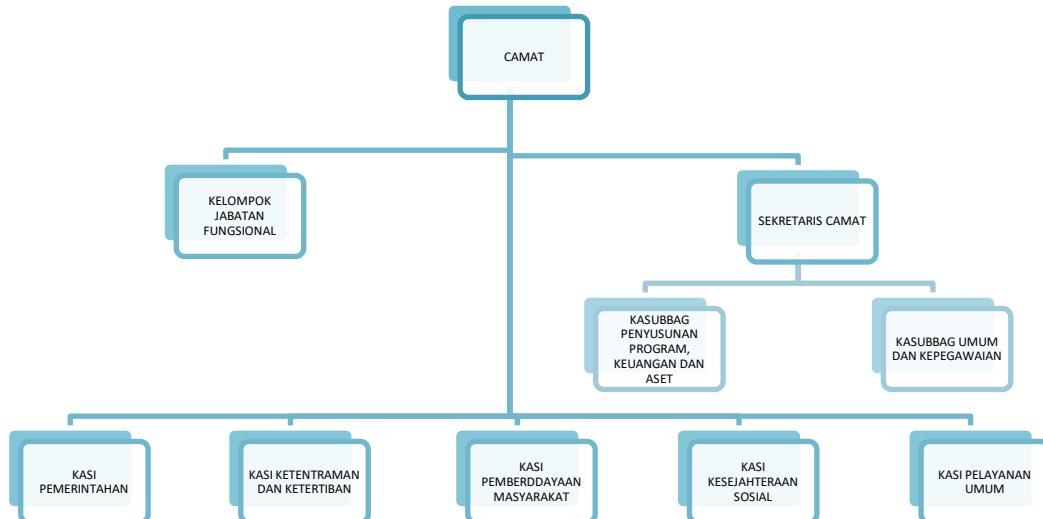 CAMAT
KELOMPOK
JABATAN
FUNGSIONAL
SEKRETARIS CAMAT
KASUBBAG
PENYUSUNAN
PROGRAM,
KEUANGAN DAN
ASET
KASUBBAG UMUM
DAN KEPEGAWAIAN
KASI
PEMERINTAHAN
KASI KETENTRAMAN
DAN KETERTIBAN
KASI
PEMBERDDAYAAN
MASYARAKAT
KASI
KESEJAHTERAAN
SOSIAL
KASI PELAYANAN
UMUM